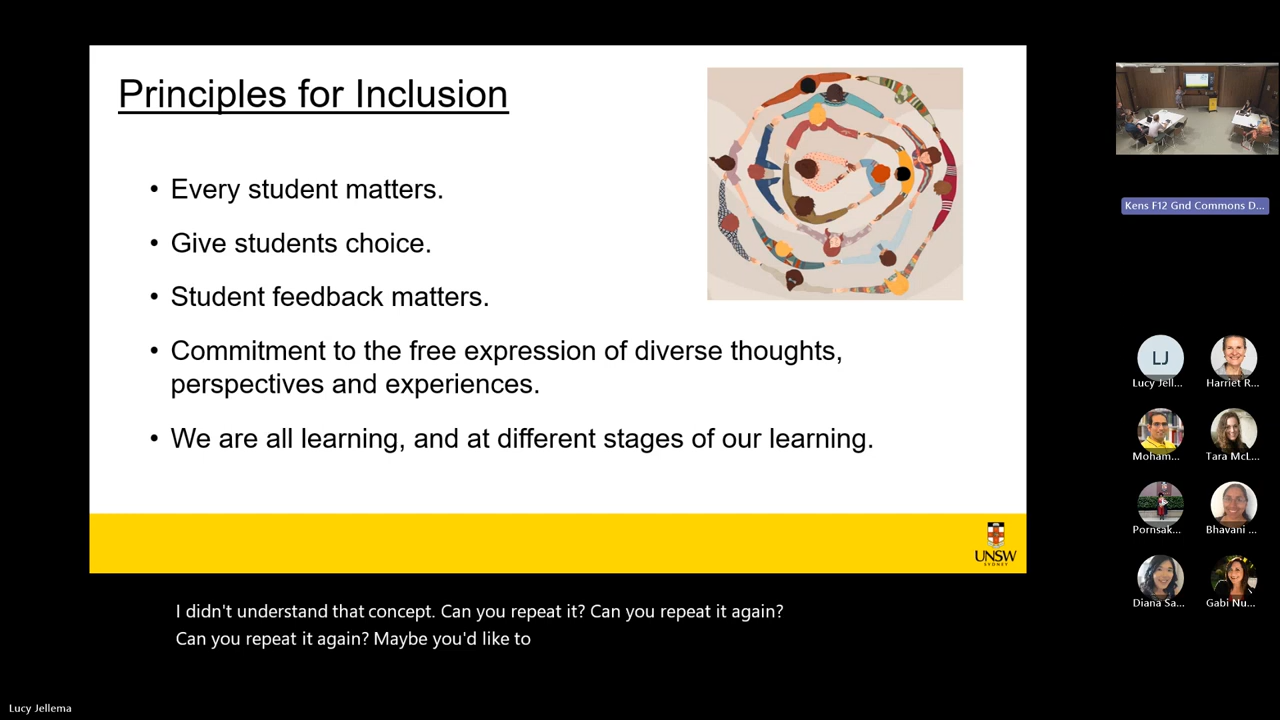 Principles for Inclusion
• Every student matters.
• Give students choice.
• Student feedback matters.
• Commitment to the free expression of diverse thoughts,
perspectives and experiences.
• We are all learning, and at different stages of our learning.
UNSW
SYDNEY
Kens F12 Gnd Commons D...
LJ
Lucy Jell...
Harriet R...
Moham...
Tara McL...
Pornsak...
Bhavani ...
Diana Sa...
Gabi Nu...
I didn't understand that concept. Can you repeat it? Can you repeat it again?
Can you repeat it again? Maybe you'd like to
Lucy Jellema